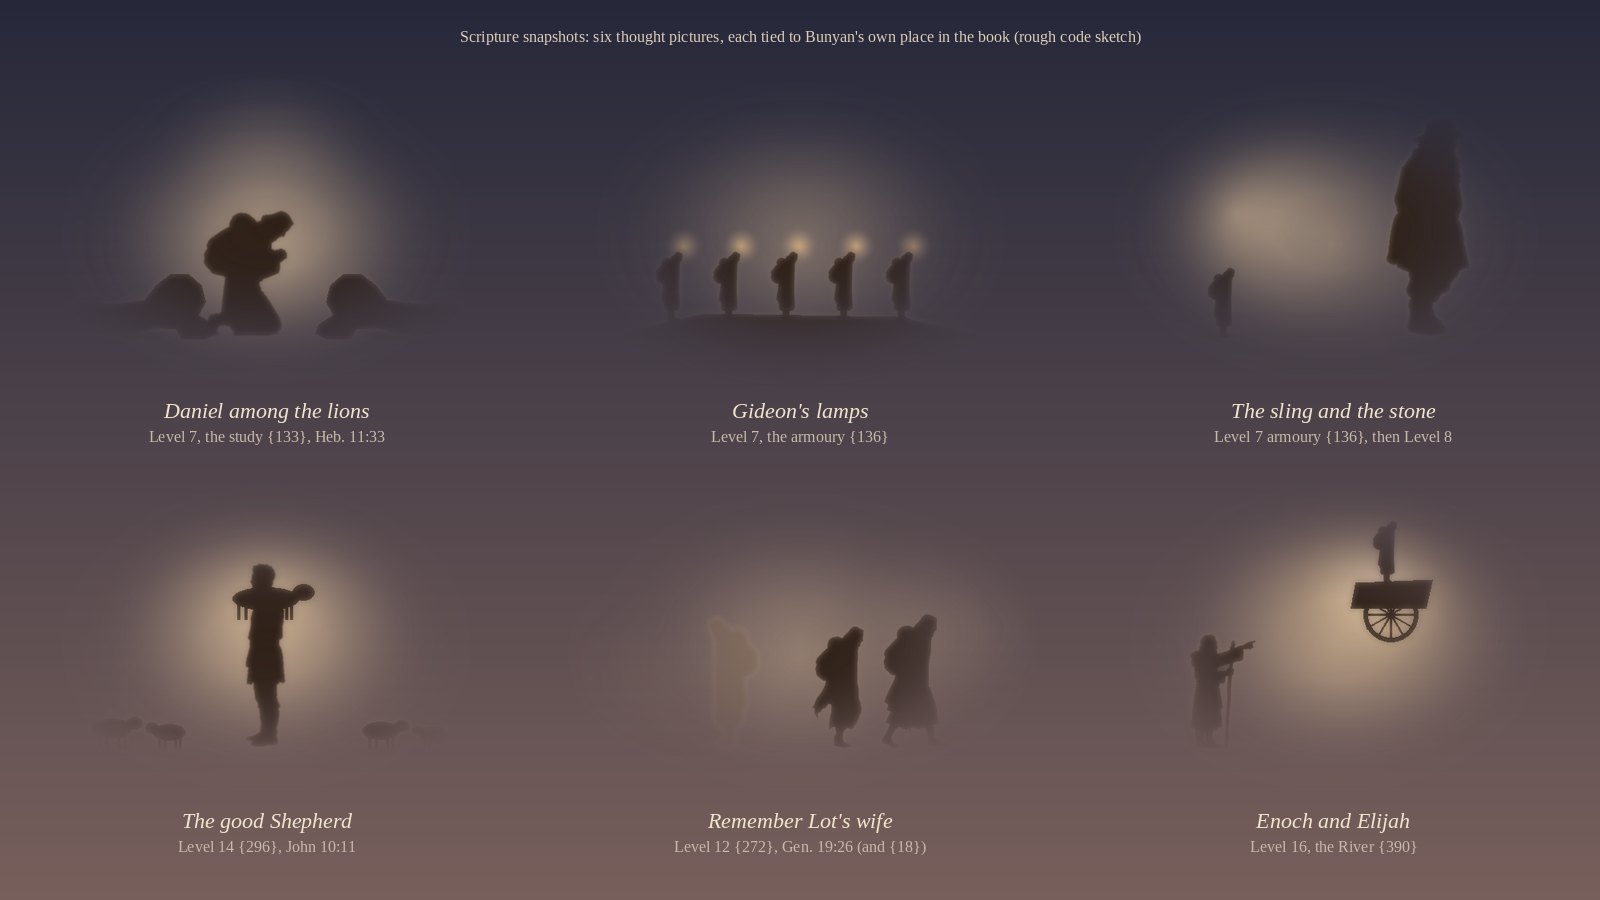 Scripture snapshots: six thought pictures, each tied to Bunyan's own place in the book (rough code sketch)
Daniel among the lions
Level 7, the study {133}, Heb. 11:33
Gideon's lamps
Level 7, the armoury {136}
The sling and the stone
Level 7 armoury {136}, then Level 8
The good Shepherd
Level 14 {296}, John 10:11
Remember Lot's wife
Level 12 {272}, Gen. 19:26 (and {18})
Enoch and Elijah
Level 16, the River {390}